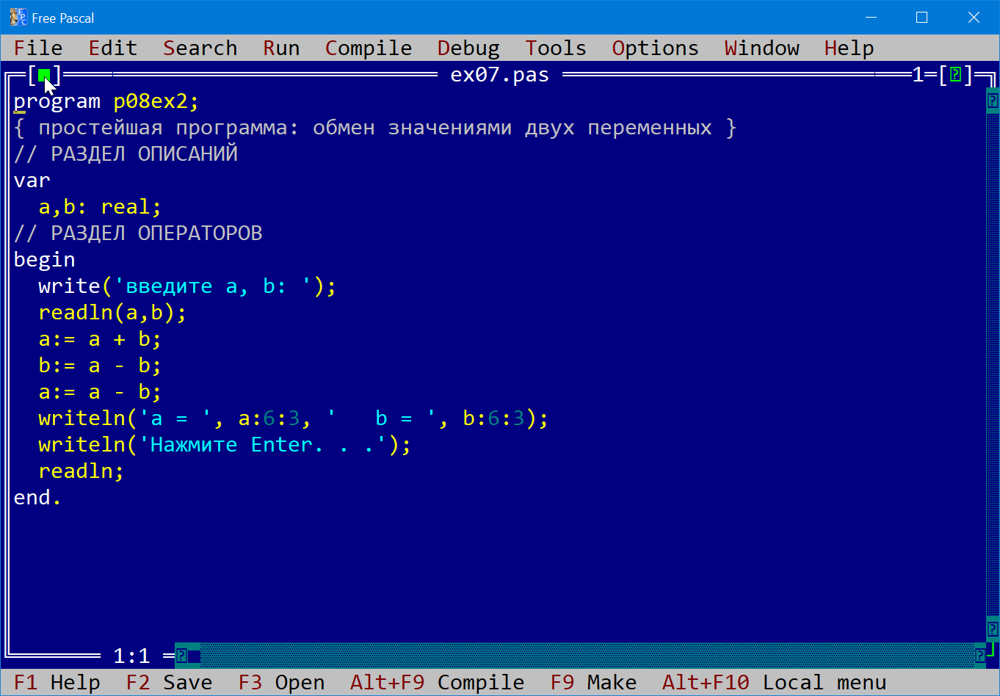 Free Pascal
File Edit Search Run Compile Debug Tools Options Window Help
[■] ex07.pas 1=[?]
program p08ex2;
{ простейшая программа: обмен значениями двух переменных }
// РАЗДЕЛ ОПИСАНИЙ
var
  a,b: real;
// РАЗДЕЛ ОПЕРАТОРОВ
begin
  write('введите a, b: ');
  readln(a,b);
  a:= a + b;
  b:= a - b;
  a:= a - b;
  writeln('a = ', a:6:3, '   b = ', b:6:3);
  writeln('Нажмите Enter. . .');
  readln;
end.
1:1
F1 Help F2 Save F3 Open Alt+F9 Compile F9 Make Alt+F10 Local menu